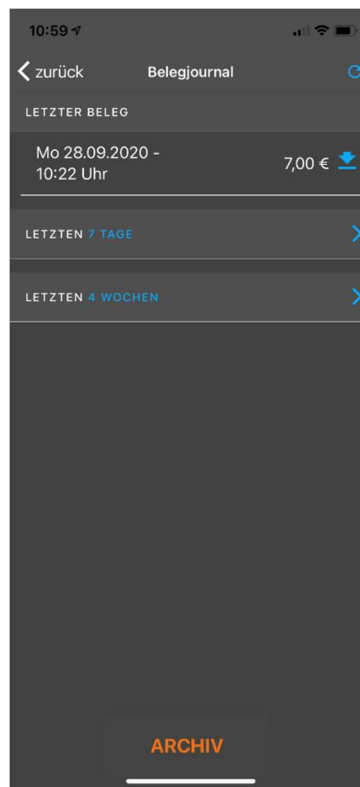 10:59
zurück Belegjournal
LETZTER BELEG
Mo 28.09.2020 -
10:22 Uhr
7,00 €
LETZTEN 7 TAGE
LETZTEN 4 WOCHEN
ARCHIV